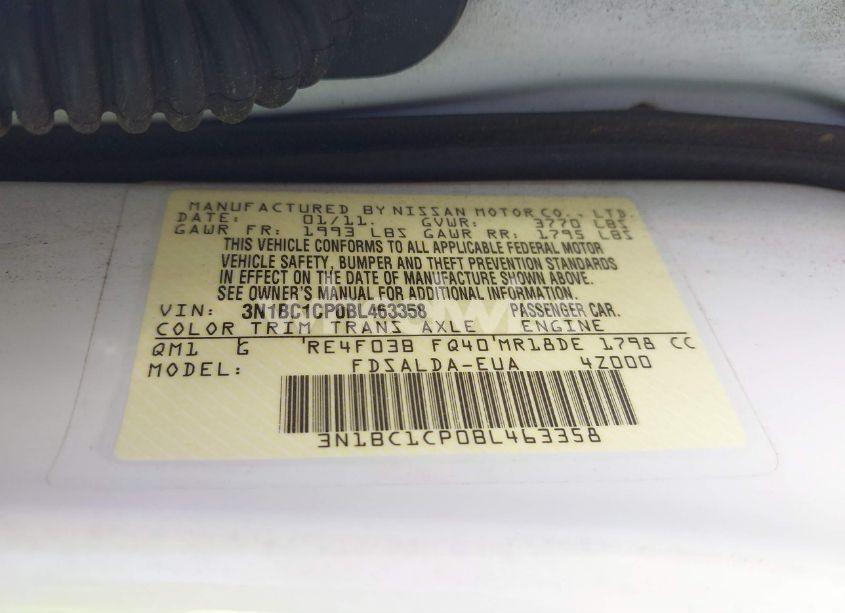 MANUFACTURED BY NISSAN MOTOR CO., LTD.
DATE: 01/11. GVWR: 3770 LBS
GAWR FR: 1993 LBS GAWR RR: 1795 LBS
THIS VEHICLE CONFORMS TO ALL APPLICABLE FEDERAL MOTOR
VEHICLE SAFETY, BUMPER AND THEFT PREVENTION STANDARDS
IN EFFECT ON THE DATE OF MANUFACTURE SHOWN ABOVE.
SEE OWNER'S MANUAL FOR ADDITIONAL INFORMATION.
VIN: 3N1BC1CP0BL463358 PASSENGER CAR.
COLOR TRIM TRANS AXLE ENGINE
QM1 G RE4F03B FQ40 MR18DE 1798 CC
MODEL: FDSALDA-EUA 4Z000
3N1BC1CP0BL463358